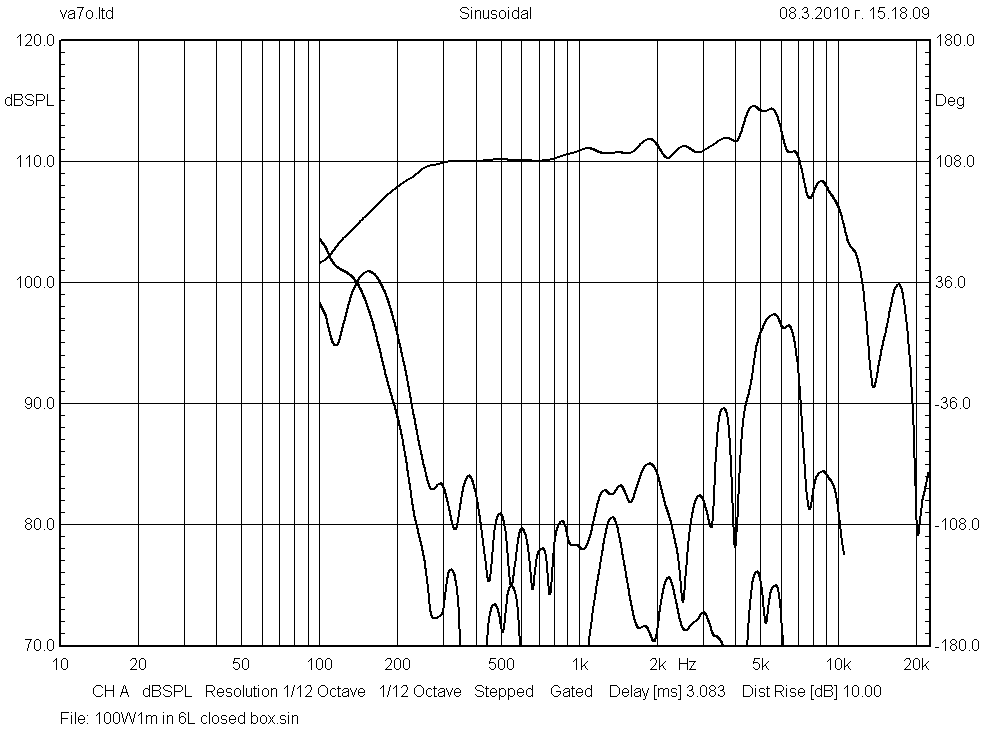 va7o.ltd Sinusoidal 08.3.2010 г. 15.18.09
120.0 180.0
dBSPL Deg
110.0 108.0
100.0 36.0
90.0 -36.0
80.0 -108.0
70.0 -180.0
10 20 50 100 200 500 1k 2k Hz 5k 10k 20k
CH A dBSPL Resolution 1/12 Octave 1/12 Octave Stepped Gated Delay [ms] 3.083 Dist Rise [dB] 10.00
File: 100W1m in 6L closed box.sin